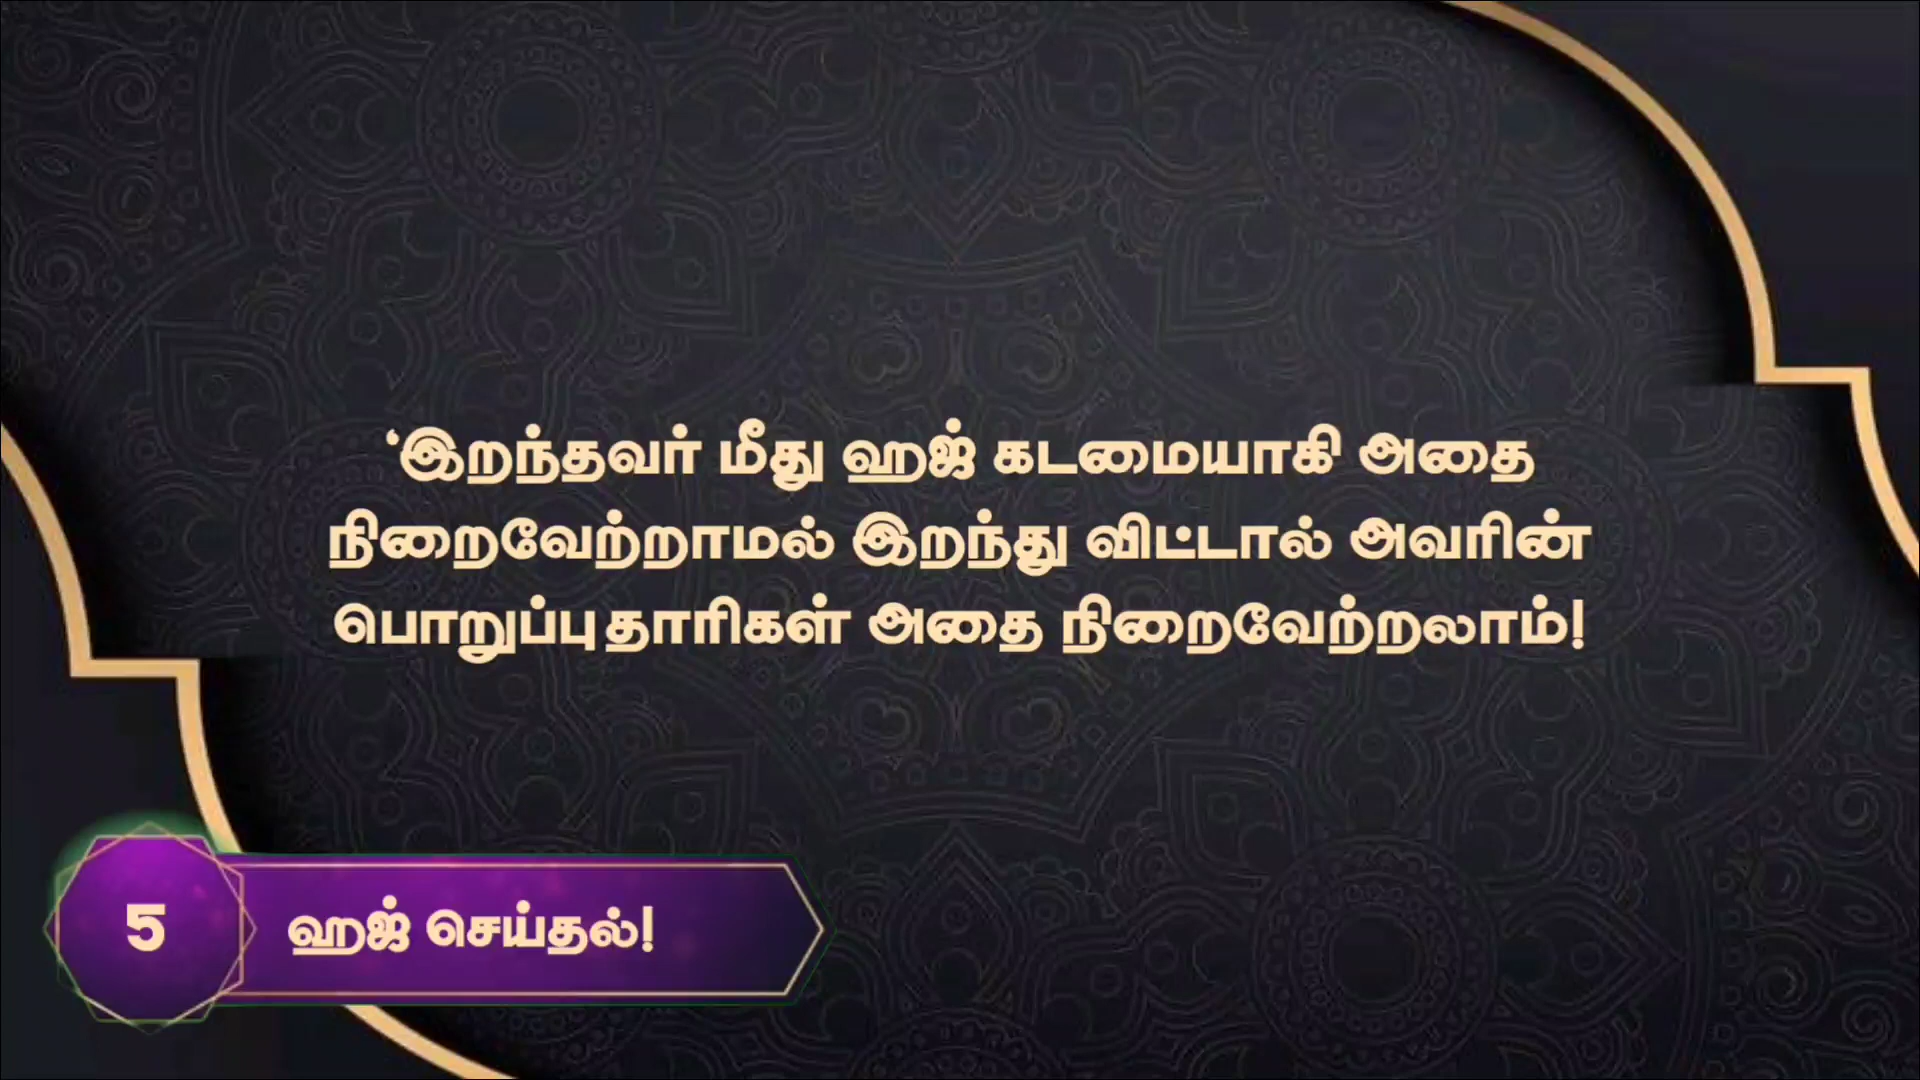 ‘இறந்தவர் மீது ஹஜ் கடமையாகி அதை
நிறைவேற்றாமல் இறந்து விட்டால் அவரின்
பொறுப்பு தாரிகள் அதை நிறைவேற்றலாம்!
5
ஹஜ் செய்தல்!